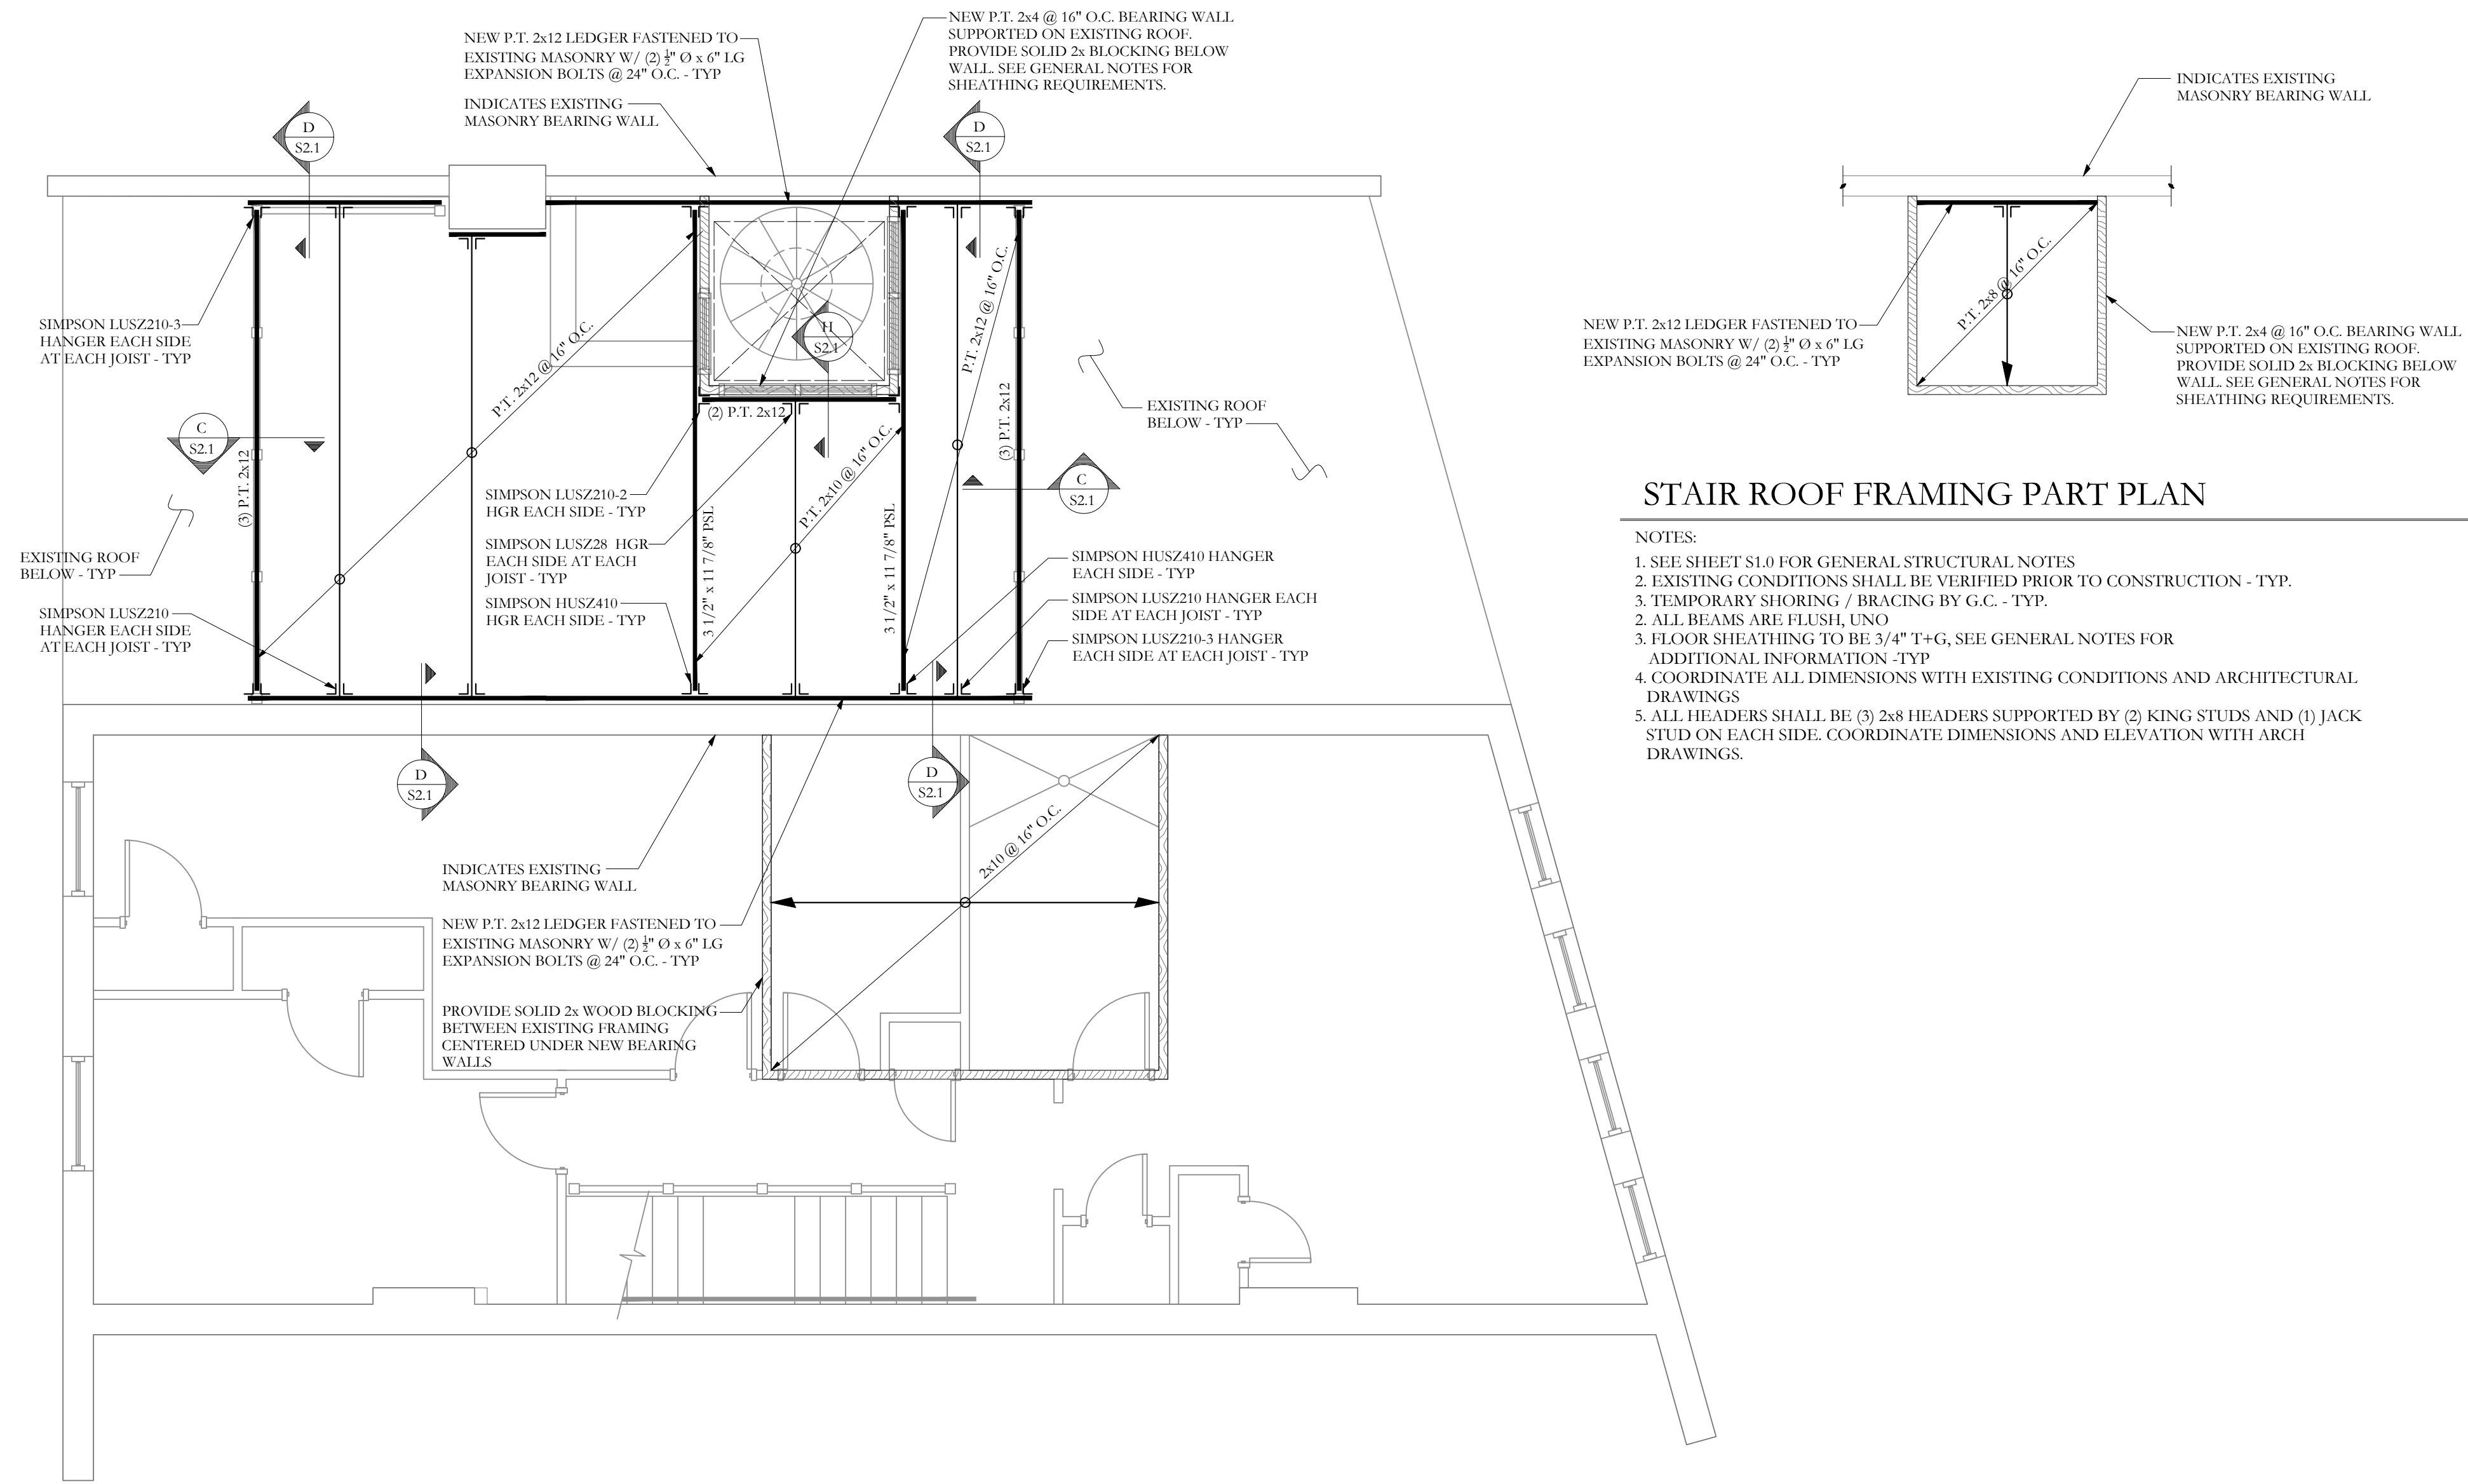 NEW P.T. 2x4 @ 16" O.C. BEARING WALL
SUPPORTED ON EXISTING ROOF.
PROVIDE SOLID 2x BLOCKING BELOW
WALL. SEE GENERAL NOTES FOR
SHEATHING REQUIREMENTS.
NEW P.T. 2x12 LEDGER FASTENED TO
EXISTING MASONRY W/ (2) ½" Ø x 6" LG
EXPANSION BOLTS @ 24" O.C. - TYP
INDICATES EXISTING
MASONRY BEARING WALL
D
S2.1
D
S2.1
SIMPSON LUSZ210-3
HANGER EACH SIDE
AT EACH JOIST - TYP
P.T. 2x12 @ 16" O.C.
H
S2.1
P.T. 2x12 @ 16" O.C.
(3) P.T. 2x12
EXISTING ROOF
BELOW - TYP
(2) P.T. 2x12
C
S2.1
(3) P.T. 2x12
P.T. 2x10 @ 16" O.C.
C
S2.1
SIMPSON LUSZ210-2
HGR EACH SIDE - TYP
3 1/2" x 11 7/8" PSL
3 1/2" x 11 7/8" PSL
SIMPSON LUSZ28 HGR
EACH SIDE AT EACH
JOIST - TYP
EXISTING ROOF
BELOW - TYP
SIMPSON HUSZ410 HANGER
EACH SIDE - TYP
SIMPSON LUSZ210
HANGER EACH SIDE
AT EACH JOIST - TYP
SIMPSON HUSZ410
HGR EACH SIDE - TYP
SIMPSON LUSZ210 HANGER EACH
SIDE AT EACH JOIST - TYP
SIMPSON LUSZ210-3 HANGER
EACH SIDE AT EACH JOIST - TYP
D
S2.1
D
S2.1
INDICATES EXISTING
MASONRY BEARING WALL
2x10 @ 16" O.C.
NEW P.T. 2x12 LEDGER FASTENED TO
EXISTING MASONRY W/ (2) ½" Ø x 6" LG
EXPANSION BOLTS @ 24" O.C. - TYP
PROVIDE SOLID 2x WOOD BLOCKING
BETWEEN EXISTING FRAMING
CENTERED UNDER NEW BEARING
WALLS
INDICATES EXISTING
MASONRY BEARING WALL
P.T. 2x8 @ 16" O.C.
NEW P.T. 2x12 LEDGER FASTENED TO
EXISTING MASONRY W/ (2) ½" Ø x 6" LG
EXPANSION BOLTS @ 24" O.C. - TYP
NEW P.T. 2x4 @ 16" O.C. BEARING WALL
SUPPORTED ON EXISTING ROOF.
PROVIDE SOLID 2x BLOCKING BELOW
WALL. SEE GENERAL NOTES FOR
SHEATHING REQUIREMENTS.
STAIR ROOF FRAMING PART PLAN
NOTES:
1. SEE SHEET S1.0 FOR GENERAL STRUCTURAL NOTES
2. EXISTING CONDITIONS SHALL BE VERIFIED PRIOR TO CONSTRUCTION - TYP.
3. TEMPORARY SHORING / BRACING BY G.C. - TYP.
2. ALL BEAMS ARE FLUSH, UNO
3. FLOOR SHEATHING TO BE 3/4" T+G, SEE GENERAL NOTES FOR
ADDITIONAL INFORMATION -TYP
4. COORDINATE ALL DIMENSIONS WITH EXISTING CONDITIONS AND ARCHITECTURAL
DRAWINGS
5. ALL HEADERS SHALL BE (3) 2x8 HEADERS SUPPORTED BY (2) KING STUDS AND (1) JACK
STUD ON EACH SIDE. COORDINATE DIMENSIONS AND ELEVATION WITH ARCH
DRAWINGS.